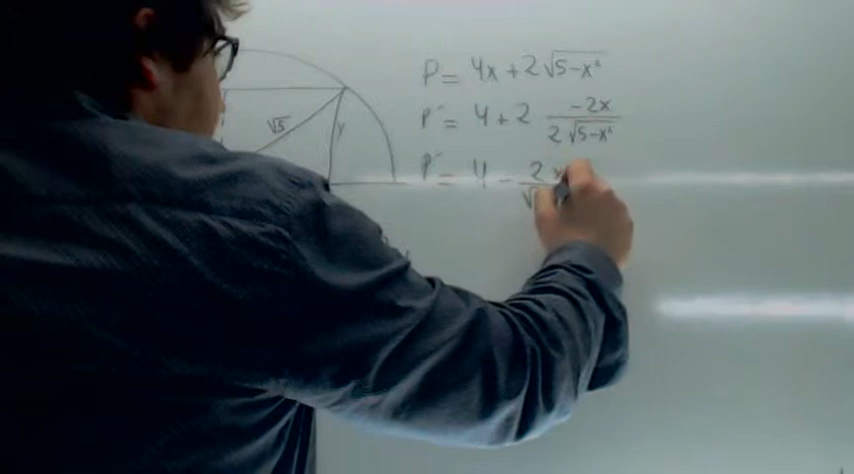 P = 4x + 2√5-x²
P' = 4 + 2 -2x / 2√5-x²
P' = 4 - 2x / √
√5
y